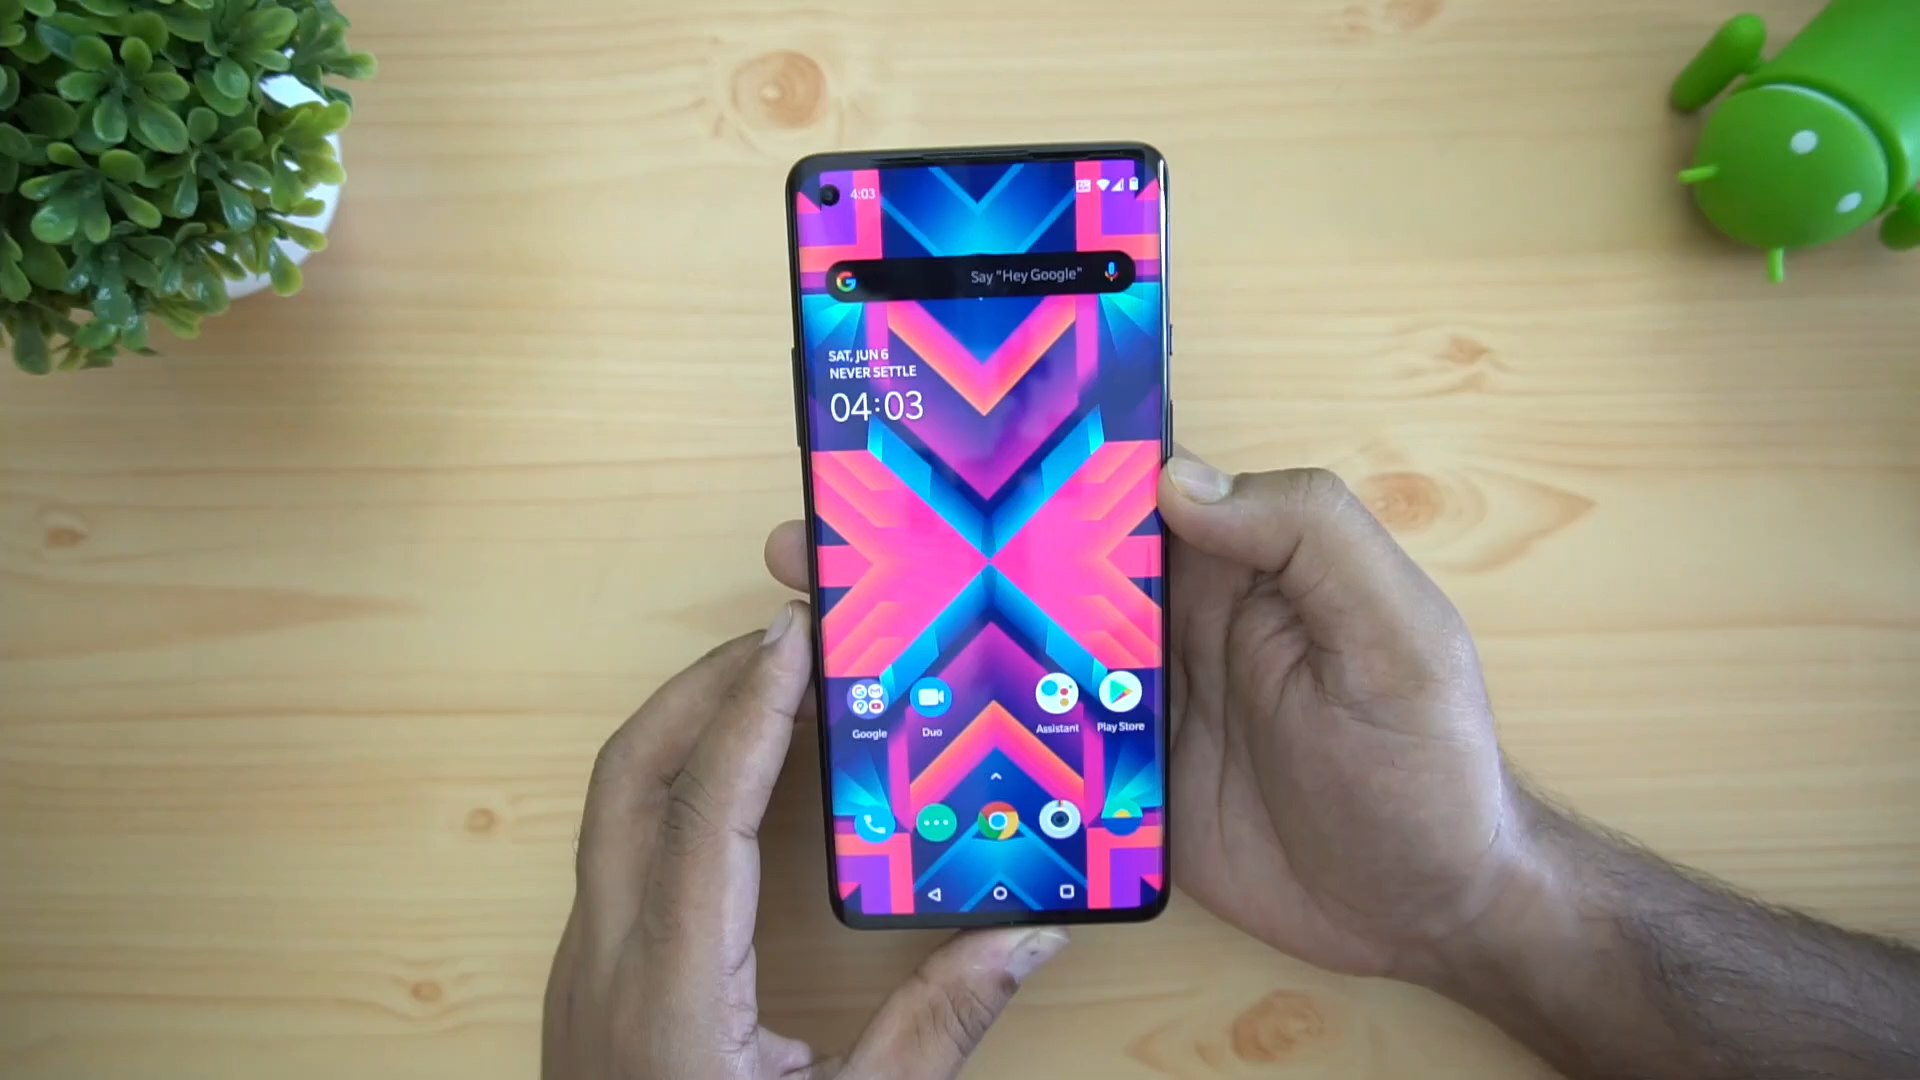 4:03
Say "Hey Google"
SAT, JUN 6
NEVER SETTLE
04:03
Google
Duo
Assistant
Play Store